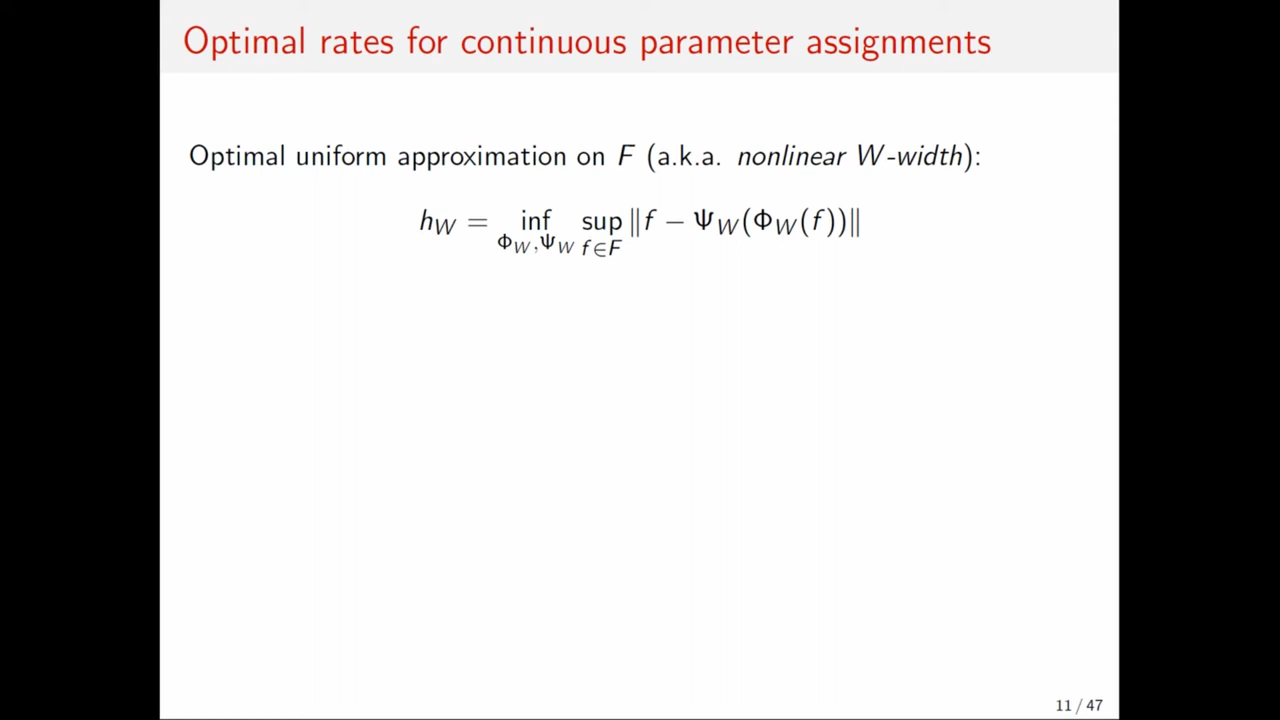 Optimal rates for continuous parameter assignments
Optimal uniform approximation on F (a.k.a. nonlinear W-width):
h_W = inf_{Φ_W,Ψ_W} sup_{f∈F} ‖f − Ψ_W(Φ_W(f))‖
11 / 47